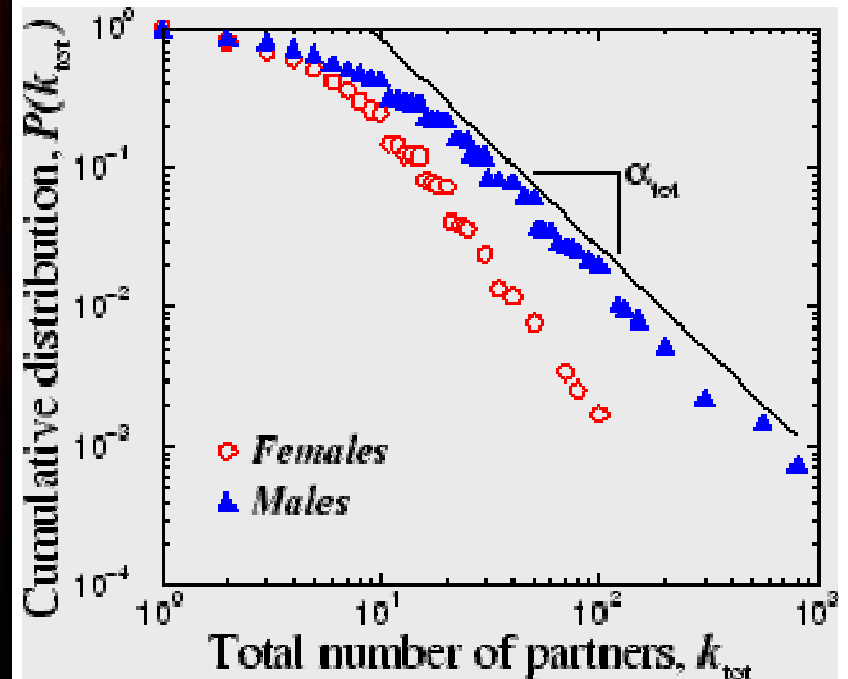 Cumulative distribution, P(k_tot)
10^0
10^-1
10^-2
10^-3
10^-4
α_tot
Females
Males
10^0 10^1 10^2 10^3
Total number of partners, k_tot